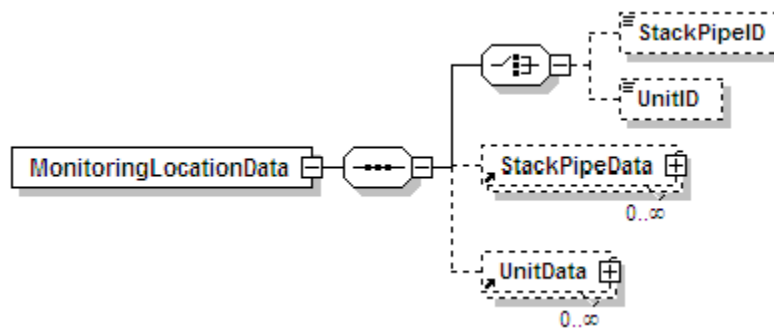 StackPipeID
UnitID
MonitoringLocationData
StackPipeData
0..∞
UnitData
0..∞